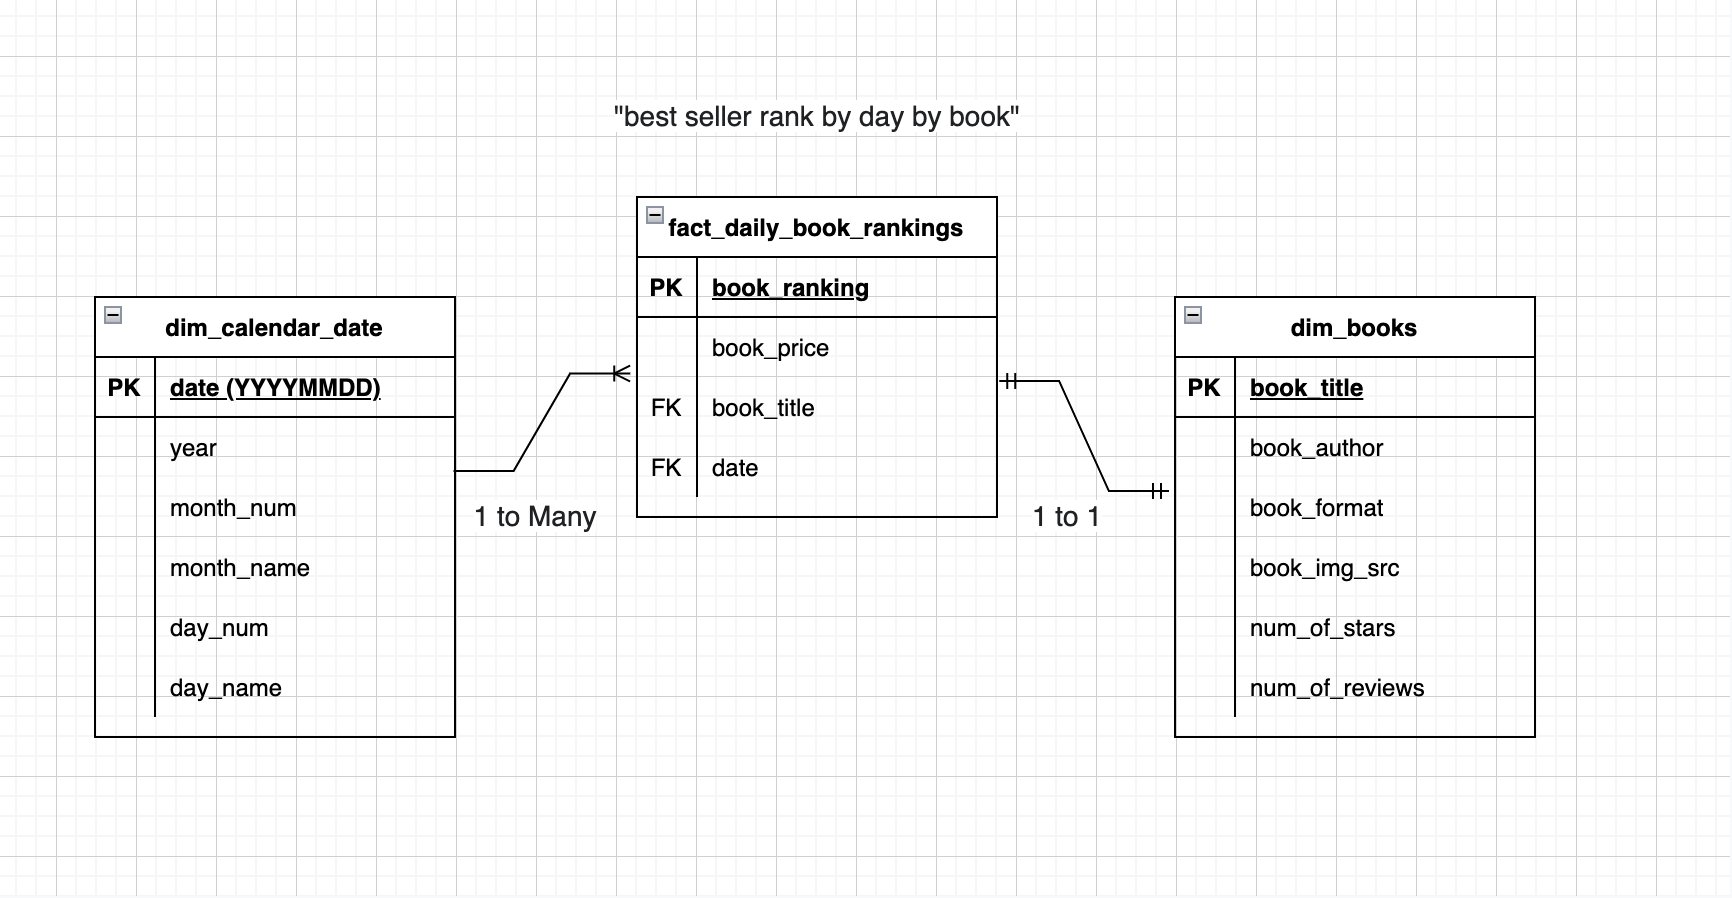 "best seller rank by day by book"
fact_daily_book_rankings
PK book_ranking
book_price
FK book_title
FK date
dim_calendar_date
PK date (YYYYMMDD)
year
month_num
month_name
day_num
day_name
1 to Many
1 to 1
dim_books
PK book_title
book_author
book_format
book_img_src
num_of_stars
num_of_reviews